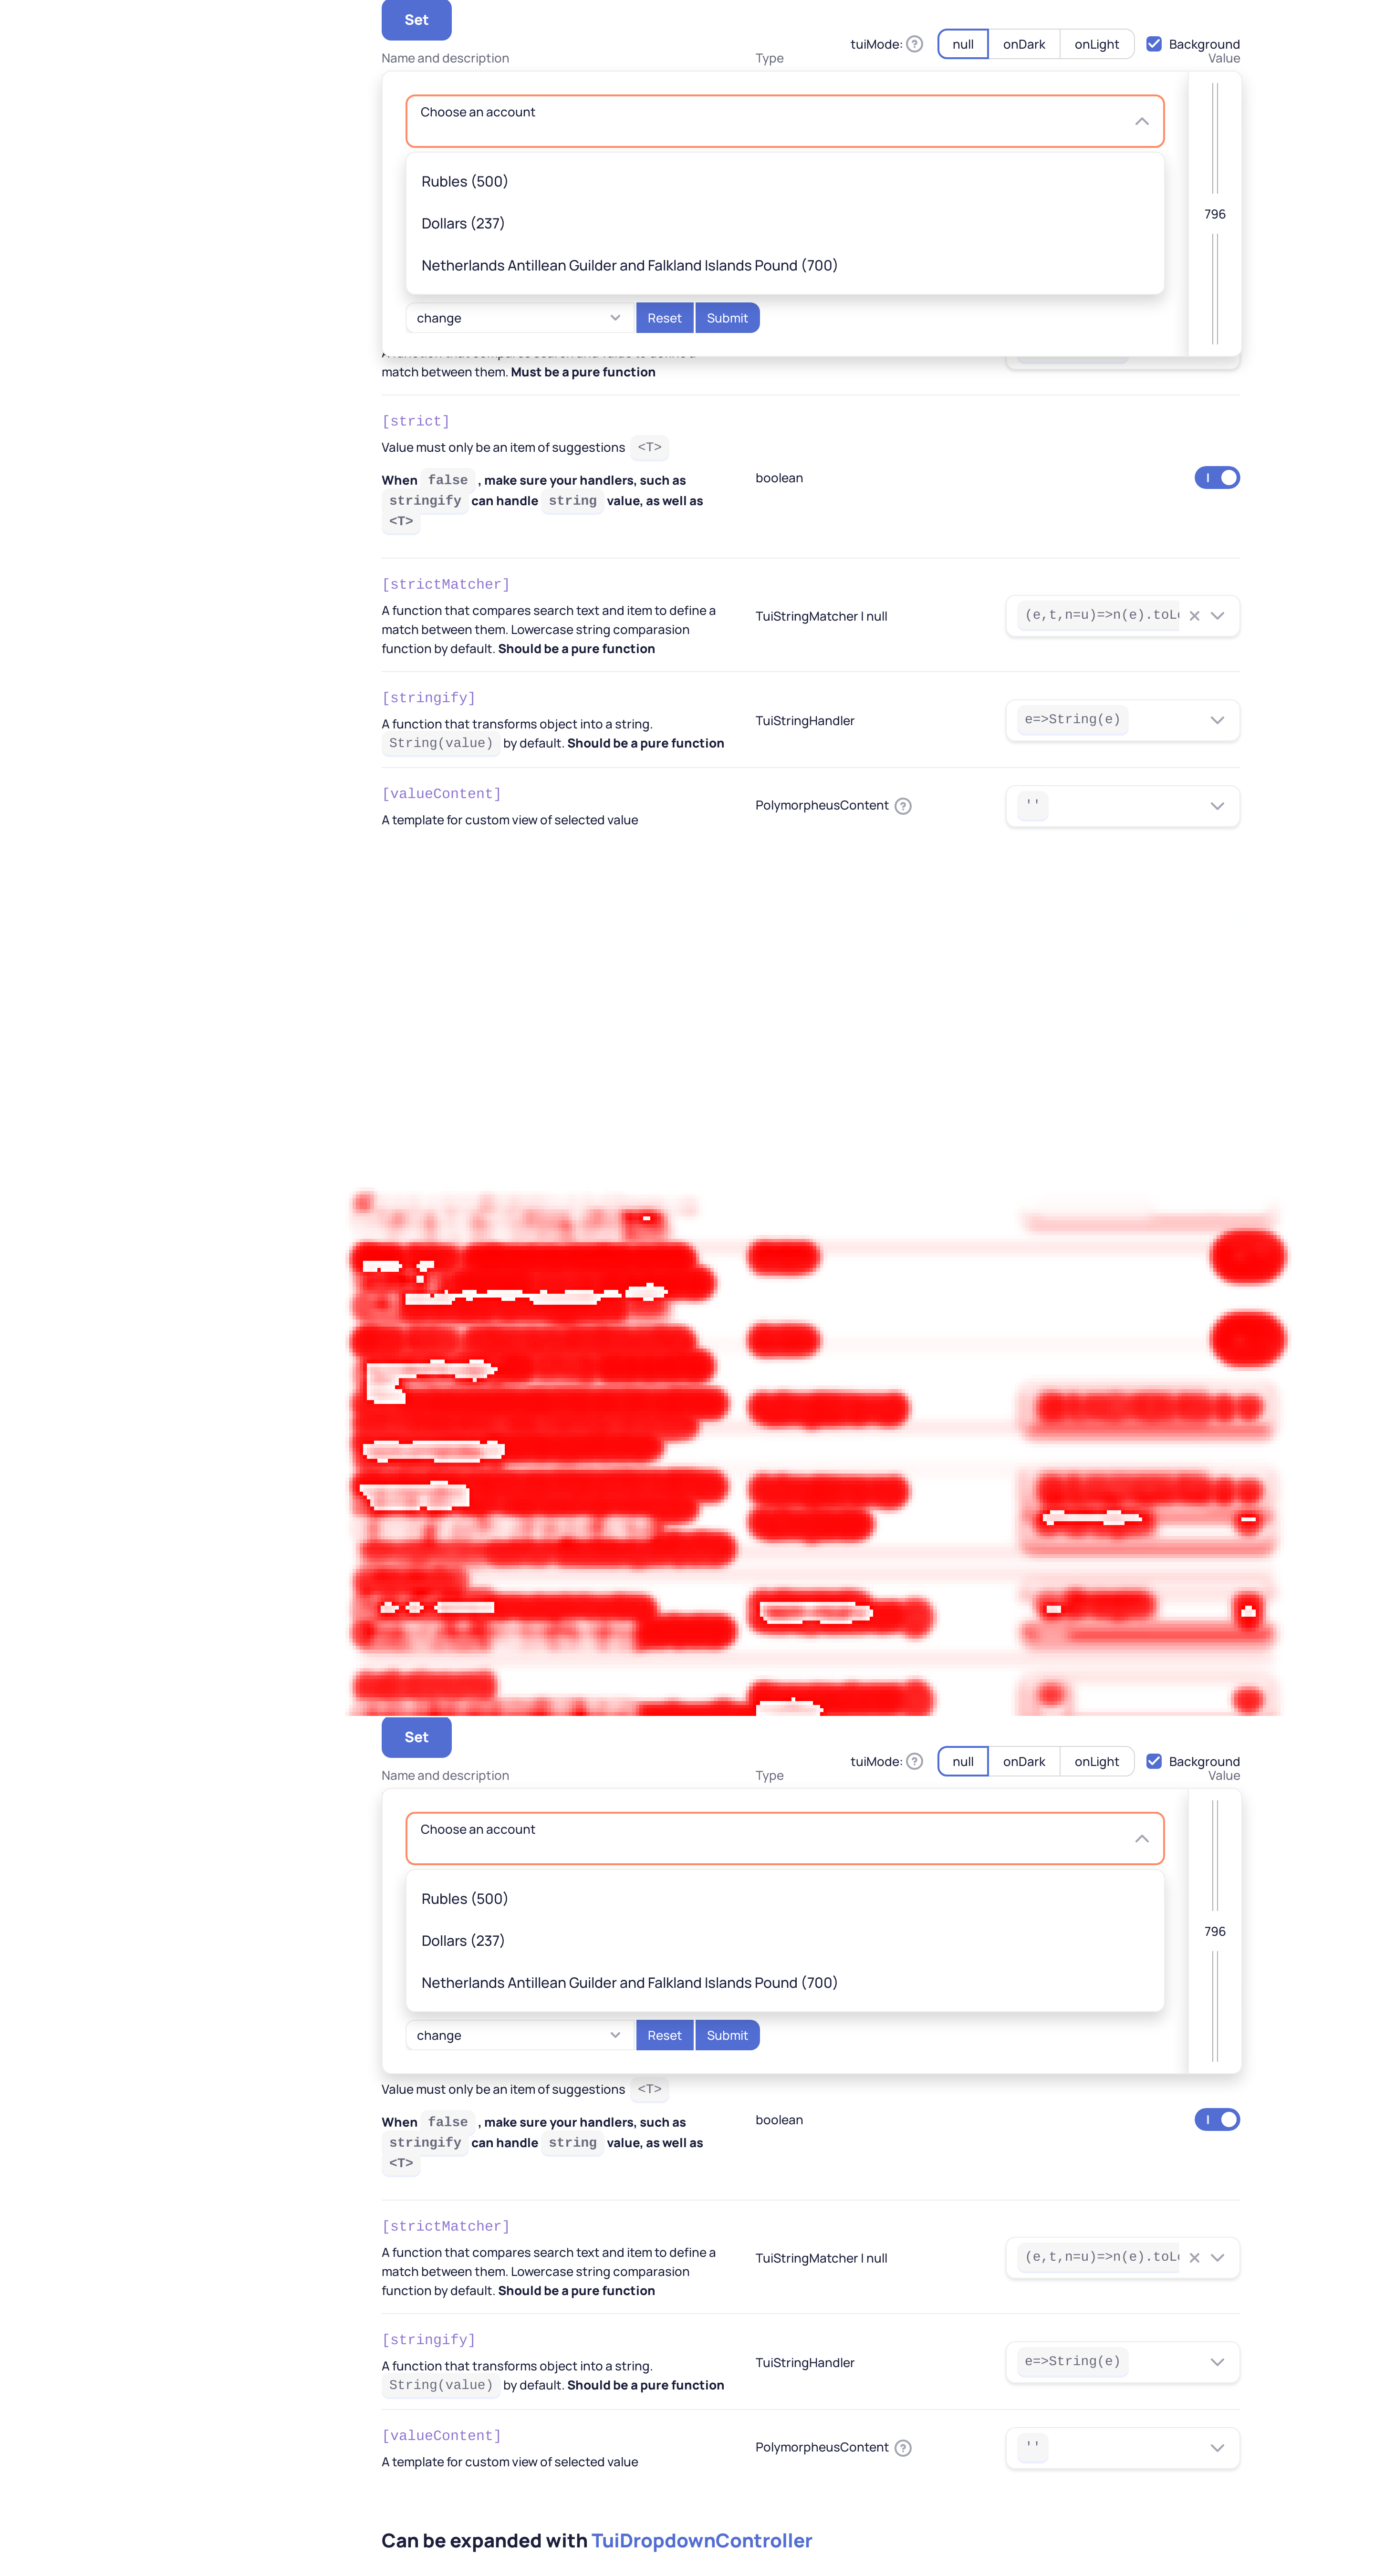 Set
tuiMode: ? null onDark onLight Background
Name and description Type Value
Choose an account
Rubles (500)
Dollars (237)
796
Netherlands Antillean Guilder and Falkland Islands Pound (700)
change Reset Submit
match between them. Must be a pure function
[strict]
Value must only be an item of suggestions <T>
When false , make sure your handlers, such as
boolean
stringify can handle string value, as well as
<T>
[strictMatcher]
A function that compares search text and item to define a
TuiStringMatcher | null (e,t,n=u)=>n(e).toLo
match between them. Lowercase string comparasion
function by default. Should be a pure function
[stringify]
A function that transforms object into a string.
TuiStringHandler e=>String(e)
String(value) by default. Should be a pure function
[valueContent]
PolymorpheusContent ? ''
A template for custom view of selected value
Set
tuiMode: ? null onDark onLight Background
Name and description Type Value
Choose an account
Rubles (500)
796
Dollars (237)
Netherlands Antillean Guilder and Falkland Islands Pound (700)
change Reset Submit
Value must only be an item of suggestions <T>
When false , make sure your handlers, such as
boolean
stringify can handle string value, as well as
<T>
[strictMatcher]
A function that compares search text and item to define a
TuiStringMatcher | null (e,t,n=u)=>n(e).toLo
match between them. Lowercase string comparasion
function by default. Should be a pure function
[stringify]
A function that transforms object into a string.
TuiStringHandler e=>String(e)
String(value) by default. Should be a pure function
[valueContent]
PolymorpheusContent ? ''
A template for custom view of selected value
Can be expanded with TuiDropdownController